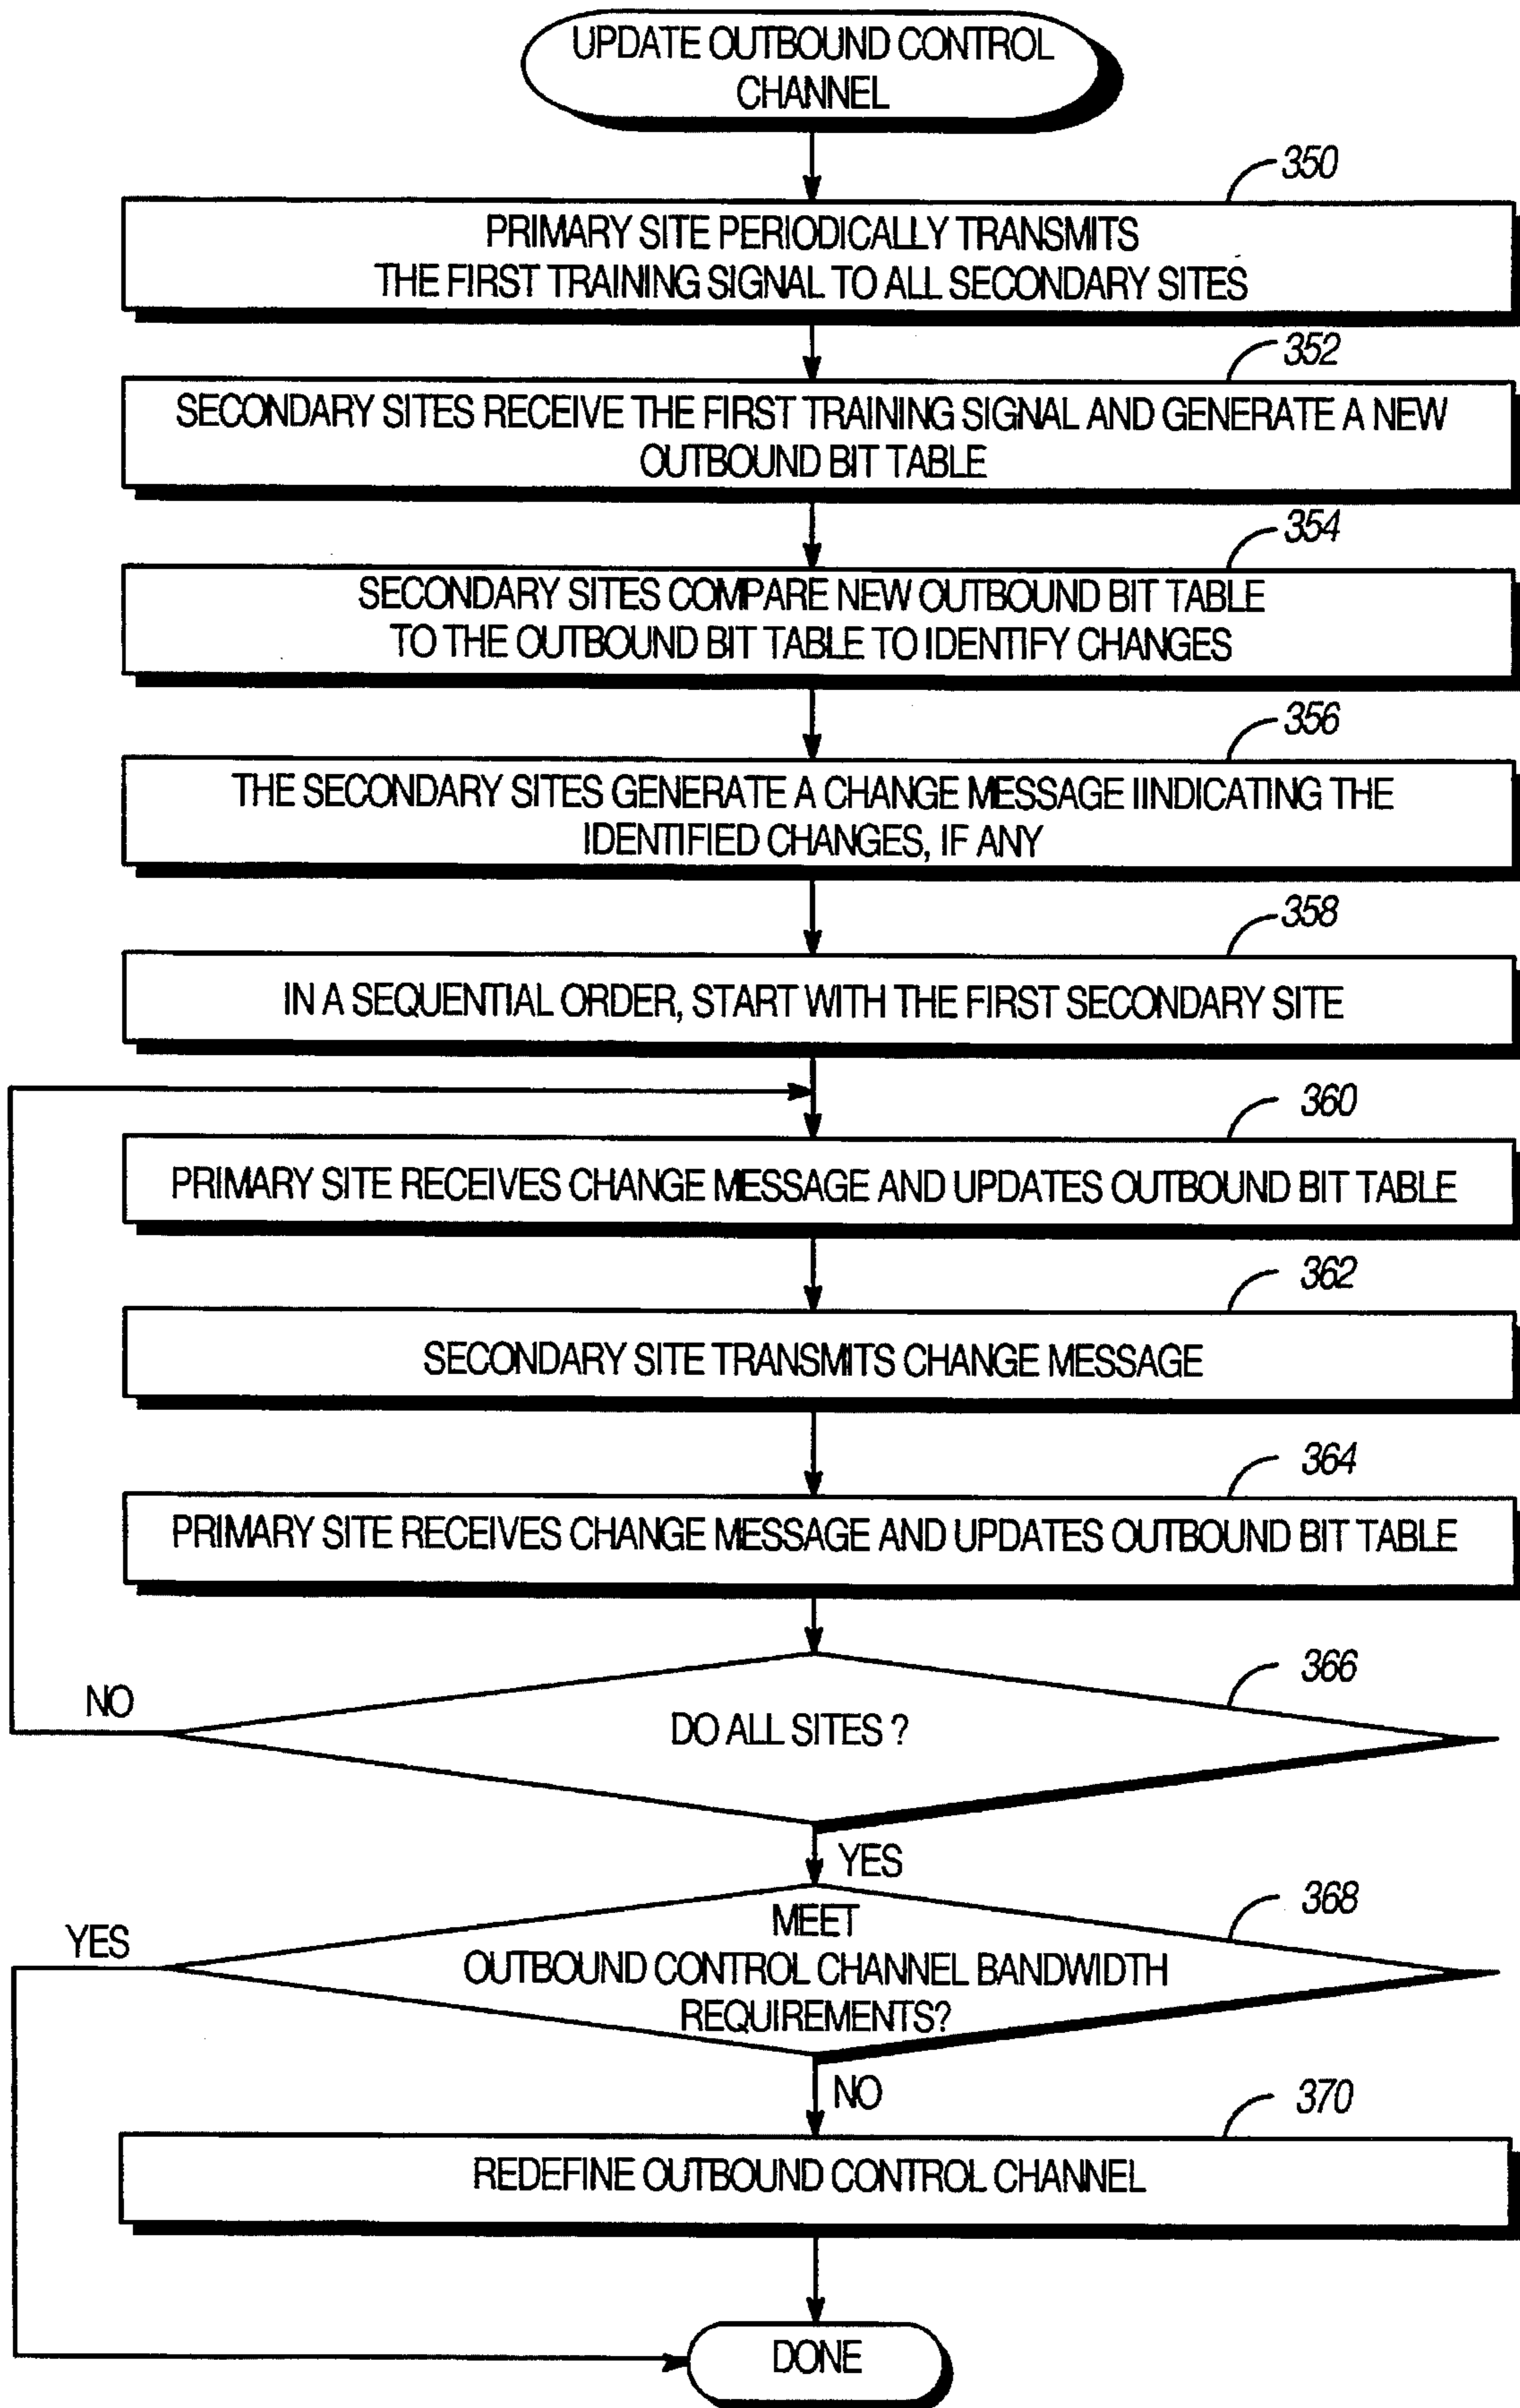 UPDATE OUTBOUND CONTROL
CHANNEL
350
PRIMARY SITE PERIODICALLY TRANSMITS
THE FIRST TRAINING SIGNAL TO ALL SECONDARY SITES
352
SECONDARY SITES RECEIVE THE FIRST TRAINING SIGNAL AND GENERATE A NEW
OUTBOUND BIT TABLE
354
SECONDARY SITES COMPARE NEW OUTBOUND BIT TABLE
TO THE OUTBOUND BIT TABLE TO IDENTIFY CHANGES
356
THE SECONDARY SITES GENERATE A CHANGE MESSAGE IINDICATING THE
IDENTIFIED CHANGES, IF ANY
358
IN A SEQUENTIAL ORDER, START WITH THE FIRST SECONDARY SITE
360
PRIMARY SITE RECEIVES CHANGE MESSAGE AND UPDATES OUTBOUND BIT TABLE
362
SECONDARY SITE TRANSMITS CHANGE MESSAGE
364
PRIMARY SITE RECEIVES CHANGE MESSAGE AND UPDATES OUTBOUND BIT TABLE
366
NO
DO ALL SITES ?
YES
368
YES
MEET
OUTBOUND CONTROL CHANNEL BANDWIDTH
REQUIREMENTS?
NO
370
REDEFINE OUTBOUND CONTROL CHANNEL
DONE